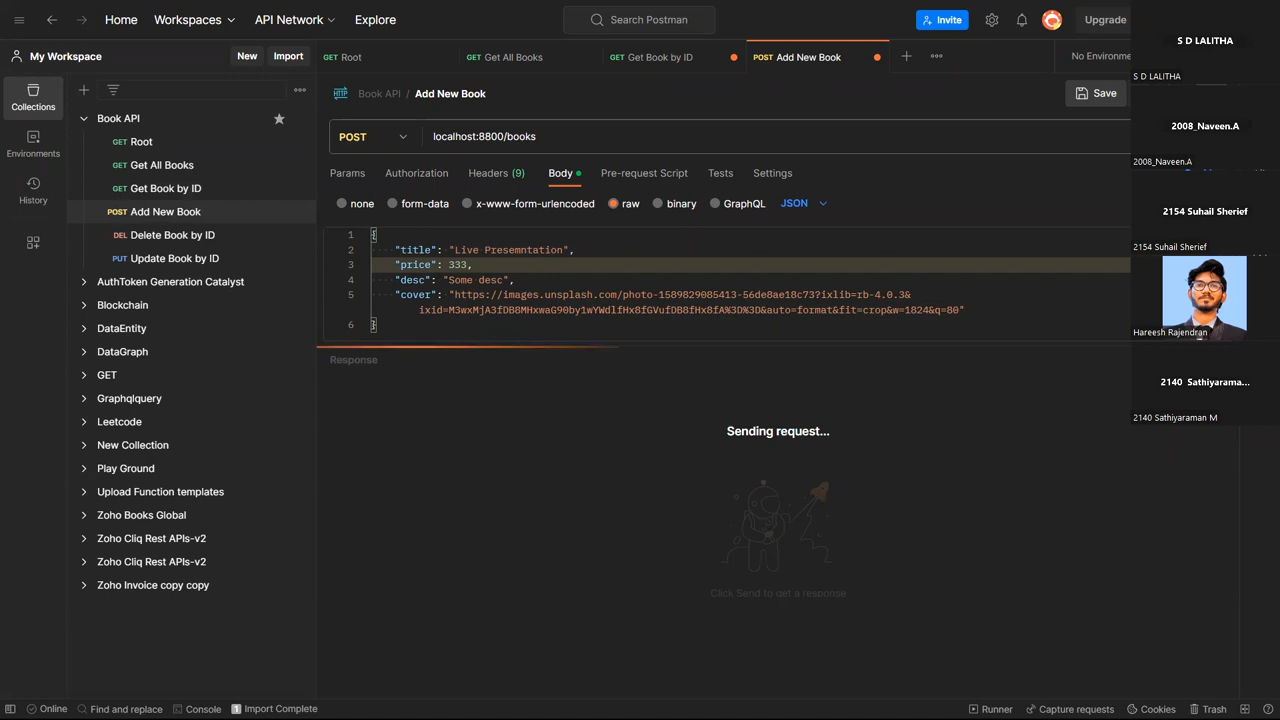 Home Workspaces API Network Explore Search Postman Invite Upgrade
My Workspace New Import GET Root GET Get All Books GET Get Book by ID POST Add New Book No Environme
Collections
Environments
History
Book API
GET Root
GET Get All Books
GET Get Book by ID
POST Add New Book
DEL Delete Book by ID
PUT Update Book by ID
AuthToken Generation Catalyst
Blockchain
DataEntity
DataGraph
GET
Graphqlquery
Leetcode
New Collection
Play Ground
Upload Function templates
Zoho Books Global
Zoho Cliq Rest APIs-v2
Zoho Cliq Rest APIs-v2
Zoho Invoice copy copy
HTTP Book API / Add New Book Save
POST localhost:8800/books
Params Authorization Headers (9) Body Pre-request Script Tests Settings
none form-data x-www-form-urlencoded raw binary GraphQL JSON
1 {
2 "title": "Live Presemntation",
3 "price": 333,
4 "desc": "Some desc",
5 "cover": "https://images.unsplash.com/photo-1589829085413-56de8ae18c73?ixlib=rb-4.0.3&
ixid=M3wxMjA3fDB8MHxwaG90by1wYWdlfHx8fGVufDB8fHx8fA%3D%3D&auto=format&fit=crop&w=1824&q=80"
6 }
Response
Sending request...
Click Send to get a response
S D LALITHA
S D LALITHA
2008_Naveen.A
2008_Naveen.A
2154 Suhail Sherief
2154 Suhail Sherief
Hareesh Rajendran
2140 Sathiyarama...
2140 Sathiyaraman M
Online Find and replace Console 1 Import Complete Runner Capture requests Cookies Trash